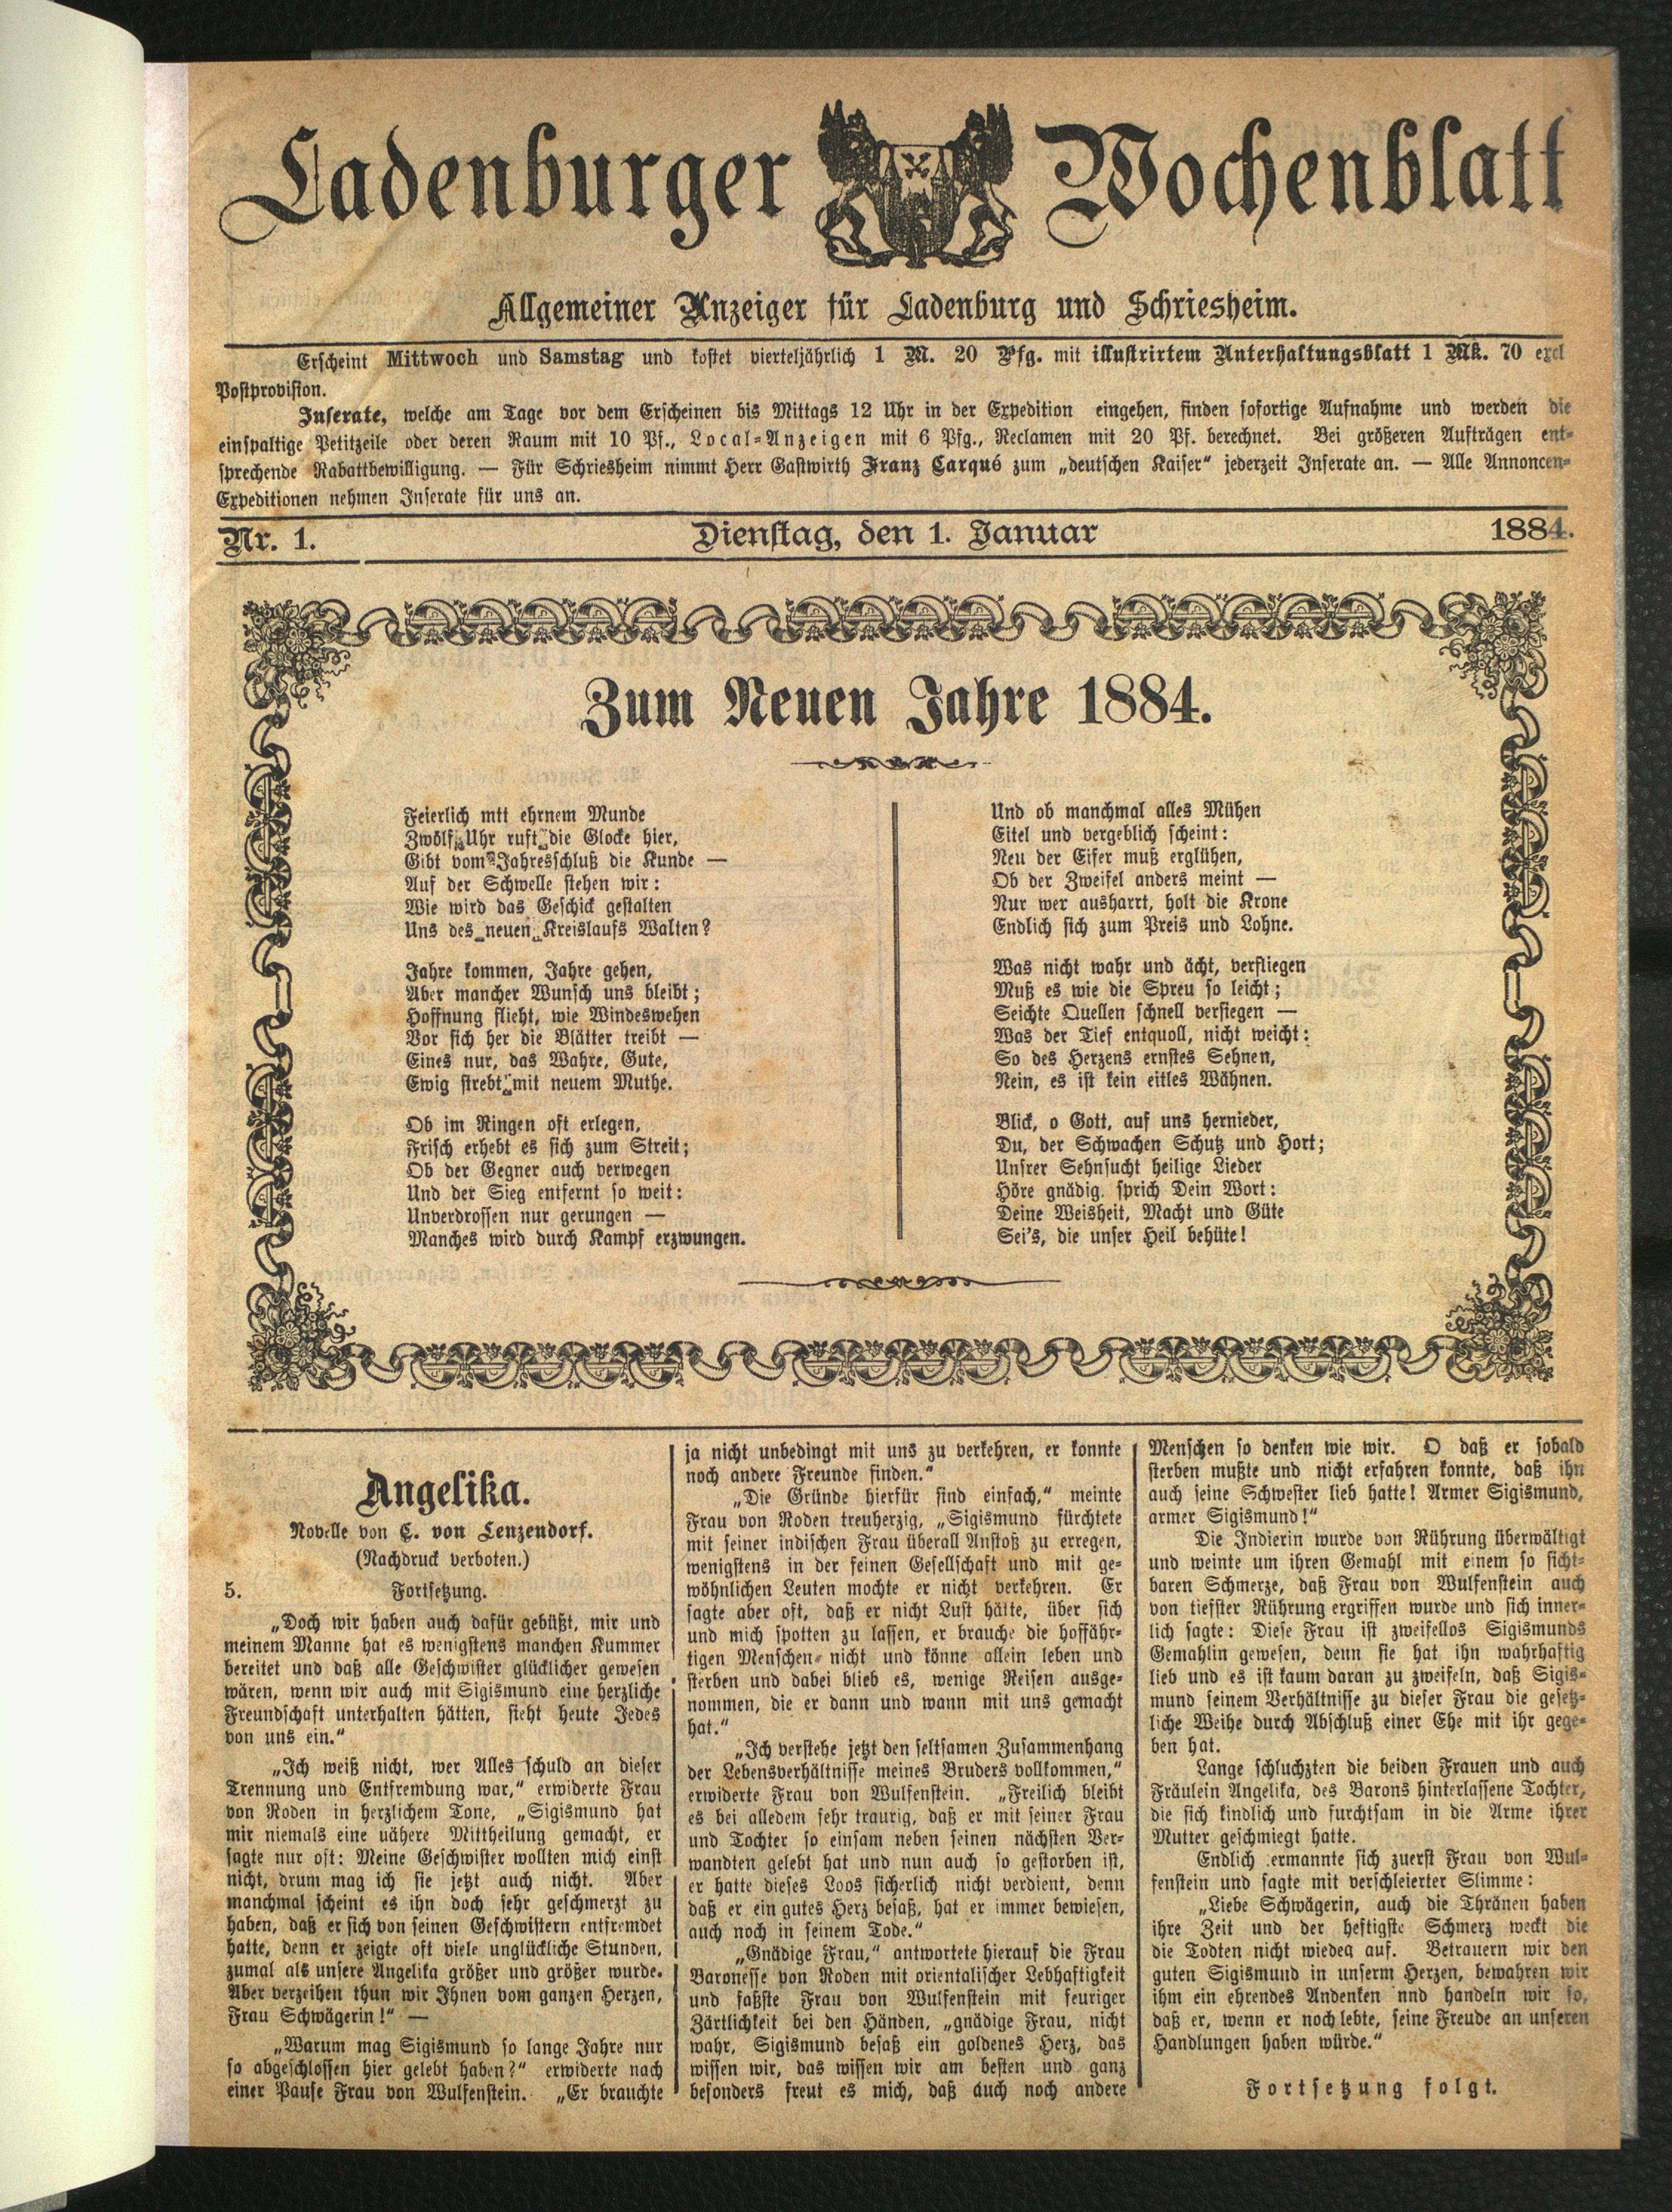 Ladenburger Wochenblatt
Allgemeiner Anzeiger für Ladenburg und Schriesheim.
Erscheint Mittwoch und Samstag und kostet vierteljährlich 1 M. 20 Pfg. mit illustrirtem Unterhaltungsblatt 1 Mk. 70 excl
Postprovision.
Inserate, welche am Tage vor dem Erscheinen bis Mittags 12 Uhr in der Expedition eingehen, finden sofortige Aufnahme und werden die
einspaltige Petitzeile oder deren Raum mit 10 Pf., Local-Anzeigen mit 6 Pfg., Reclamen mit 20 Pf. berechnet. Bei größeren Aufträgen ent-
sprechende Rabattbewilligung. — Für Schriesheim nimmt Herr Gastwirth Franz Carqué zum „deutschen Kaiser“ jederzeit Inserate an. — Alle Annoncen-
Expeditionen nehmen Inserate für uns an.
Nr. 1. Dienstag, den 1. Januar 1884.
Zum Neuen Jahre 1884.
Feierlich mtt ehrnem Munde
Zwölf Uhr ruft die Glocke hier,
Gibt vom Jahresschluß die Kunde —
Auf der Schwelle stehen wir:
Wie wird das Geschick gestalten
Uns des neuen Kreislaufs Walten?
Jahre kommen, Jahre gehen,
Aber mancher Wunsch uns bleibt;
Hoffnung flieht, wie Windeswehen
Vor sich her die Blätter treibt —
Eines nur, das Wahre, Gute,
Ewig strebt mit neuem Muthe.
Ob im Ringen oft erlegen,
Frisch erhebt es sich zum Streit;
Ob der Gegner auch verwegen
Und der Sieg entfernt so weit:
Unverdrossen nur gerungen —
Manches wird durch Kampf erzwungen.
Und ob manchmal alles Mühen
Eitel und vergeblich scheint:
Neu der Eifer muß erglühen,
Ob der Zweifel anders meint —
Nur wer ausharrt, holt die Krone
Endlich sich zum Preis und Lohne.
Was nicht wahr und ächt, verfliegen
Muß es wie die Spreu so leicht;
Seichte Quellen schnell versiegen —
Was der Tief entquoll, nicht weicht:
So des Herzens ernstes Sehnen,
Nein, es ist kein eitles Wähnen.
Blick, o Gott, auf uns hernieder,
Du, der Schwachen Schutz und Hort;
Unsrer Sehnsucht heilige Lieder
Höre gnädig. sprich Dein Wort:
Deine Weisheit, Macht und Güte
Sei's, die unser Heil behüte!
Angelika.
Novelle von C. von Lenzendorf.
(Nachdruck verboten.)
5. Fortsetzung.
„Doch wir haben auch dafür gebüßt, mir und
meinem Manne hat es wenigstens manchen Kummer
bereitet und daß alle Geschwister glücklicher gewesen
wären, wenn wir auch mit Sigismund eine herzliche
Freundschaft unterhalten hätten, sieht heute Jedes
von uns ein.“
„Ich weiß nicht, wer Alles schuld an dieser
Trennung und Entfremdung war,“ erwiderte Frau
von Roden in herzlichem Tone, „Sigismund hat
mir niemals eine uähere Mittheilung gemacht, er
sagte nur oft: Meine Geschwister wollten mich einst
nicht, drum mag ich sie jetzt auch nicht. Aber
manchmal scheint es ihn doch sehr geschmerzt zu
haben, daß er sich von seinen Geschwistern entfremdet
hatte, denn er zeigte oft viele unglückliche Stunden,
zumal als unsere Angelika größer und größer wurde.
Aber verzeihen thun wir Ihnen vom ganzen Herzen,
Frau Schwägerin!“ —
„Warum mag Sigismund so lange Jahre nur
so abgeschlossen hier gelebt haben?“ erwiderte nach
einer Pause Frau von Wulfenstein. „Er brauchte
ja nicht unbedingt mit uns zu verkehren, er konnte
noch andere Freunde finden.“
„Die Gründe hierfür sind einfach,“ meinte
Frau von Roden treuherzig, „Sigismund fürchtete
mit seiner indischen Frau überall Anstoß zu erregen,
wenigstens in der feinen Gesellschaft und mit ge-
wöhnlichen Leuten mochte er nicht verkehren. Er
sagte aber oft, daß er nicht Lust hätte, über sich
und mich spotten zu lassen, er brauche die hoffähr-
tigen Menschen nicht und könne allein leben und
sterben und dabei blieb es, wenige Reisen ausge-
nommen, die er dann und wann mit uns gemacht
hat.“
„Ich verstehe jetzt den seltsamen Zusammenhang
der Lebensverhältnisse meines Bruders vollkommen,“
erwiderte Frau von Wulfenstein. „Freilich bleibt
es bei alledem sehr traurig, daß er mit seiner Frau
und Tochter so einsam neben seinen nächsten Ver-
wandten gelebt hat und nun auch so gestorben ist,
er hatte dieses Loos sicherlich nicht verdient, denn
daß er ein gutes Herz besaß, hat er immer bewiesen,
auch noch in seinem Tode.“
„Gnädige Frau,“ antwortete hierauf die Frau
Baronesse von Roden mit orientalischer Lebhaftigkeit
und faßste Frau von Wulfenstein mit feuriger
Zärtlichkeit bei den Händen, „gnädige Frau, nicht
wahr, Sigismund besaß ein goldenes Herz, das
wissen wir, das wissen wir am besten und ganz
besonders freut es mich, daß auch noch andere
Menschen so denken wie wir. O daß er sobald
sterben mußte und nicht erfahren konnte, daß ihn
auch seine Schwester lieb hatte! Armer Sigismund,
armer Sigismund!“
Die Indierin wurde von Rührung überwältigt
und weinte um ihren Gemahl mit einem so sicht-
baren Schmerze, daß Frau von Wulfenstein auch
von tiefster Rührung ergriffen wurde und sich inner-
lich sagte: Diese Frau ist zweifellos Sigismunds
Gemahlin gewesen, denn sie hat ihn wahrhaftig
lieb und es ist kaum daran zu zweifeln, daß Sigis-
mund seinem Verhältnisse zu dieser Frau die gesetz-
liche Weihe durch Abschluß einer Ehe mit ihr gege-
ben hat.
Lange schluchzten die beiden Frauen und auch
Fräulein Angelika, des Barons hinterlassene Tochter,
die sich kindlich und furchtsam in die Arme ihrer
Mutter geschmiegt hatte.
Endlich ermannte sich zuerst Frau von Wul-
fenstein und sagte mit verschleierter Stimme:
„Liebe Schwägerin, auch die Thränen haben
ihre Zeit und der heftigste Schmerz weckt die
die Todten nicht wiedeq auf. Betrauern wir den
guten Sigismund in unserm Herzen, bewahren wir
ihm ein ehrendes Andenken nnd handeln wir so,
daß er, wenn er noch lebte, seine Freude an unseren
Handlungen haben würde.“
Fortsetzung folgt.